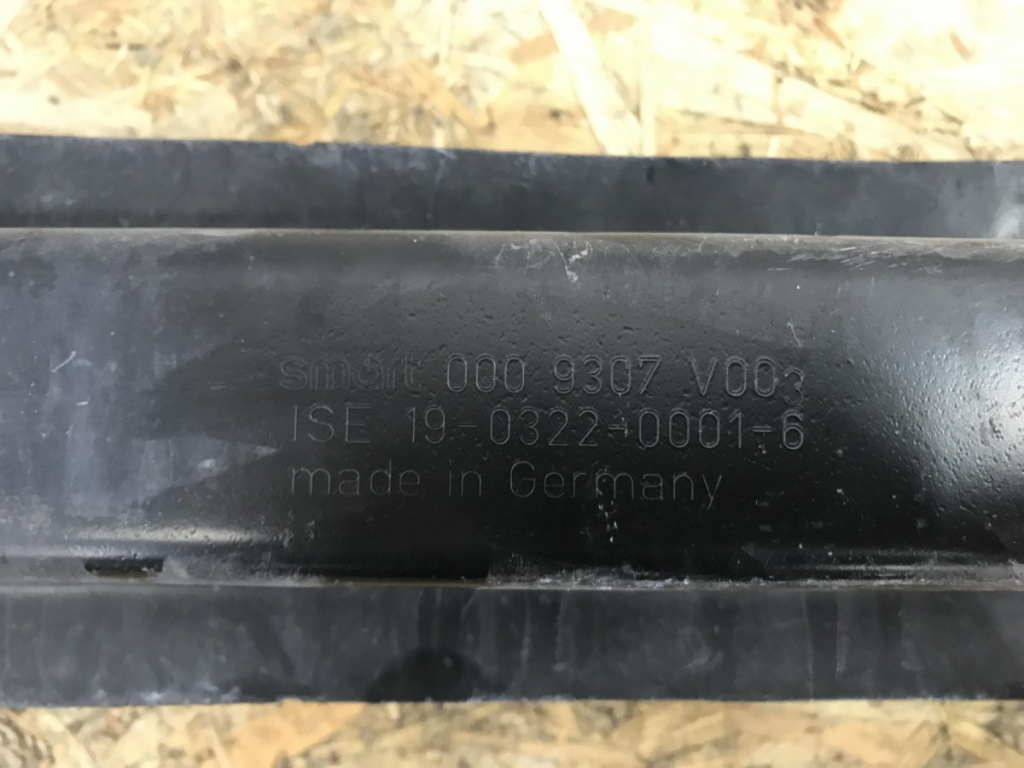 smart 000 9307 V003
ISE 19-0322-0001-6
made in Germany